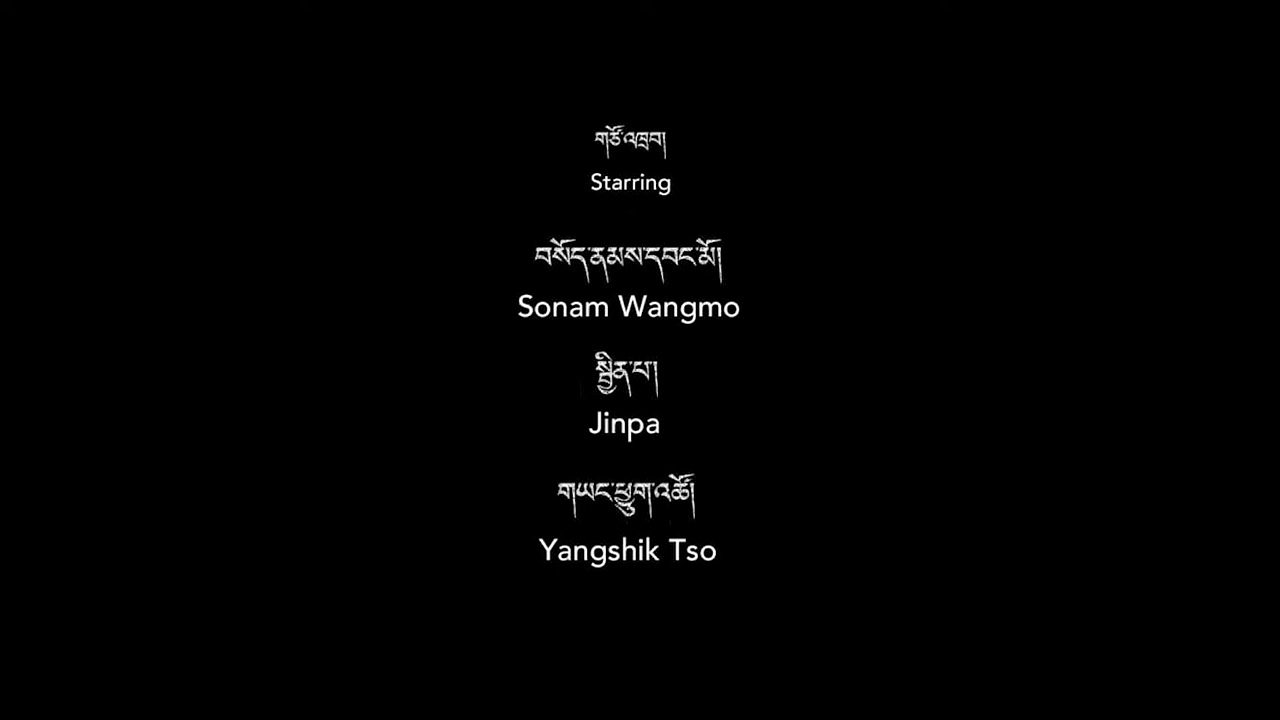 གཙོ་འཁྲབ།
Starring
བསོད་ནམས་དབང་མོ།
Sonam Wangmo
སྦྱིན་པ།
Jinpa
གཡང་ཕྱུག་འཚོ།
Yangshik Tso